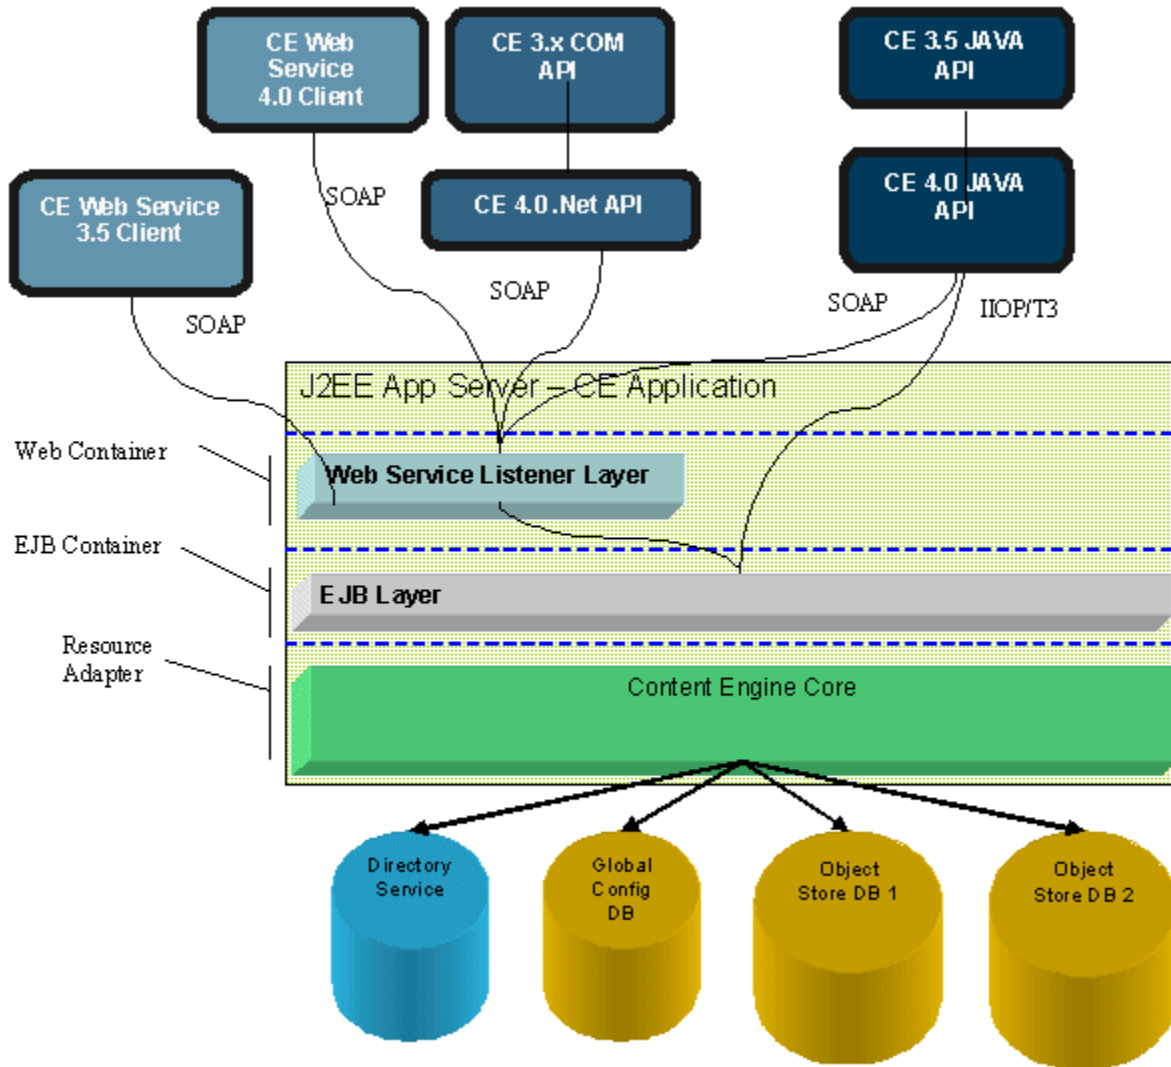 CE Web
Service
4.0 Client
CE 3.x COM
API
CE 3.5 JAVA
API
CE Web Service
3.5 Client
SOAP
CE 4.0 .Net API
CE 4.0 JAVA
API
SOAP
SOAP
SOAP
IIOP/T3
J2EE App Server – CE Application
Web Container
Web Service Listener Layer
EJB Container
EJB Layer
Resource
Adapter
Content Engine Core
Directory
Service
Global
Config
DB
Object
Store DB 1
Object
Store DB 2